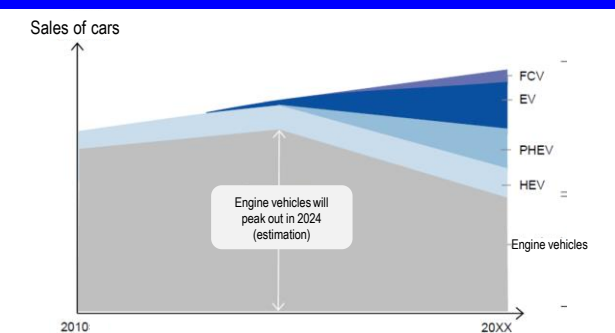 Sales of cars
FCV
EV
PHEV
HEV
Engine vehicles will
peak out in 2024
(estimation)
Engine vehicles
2010
20XX